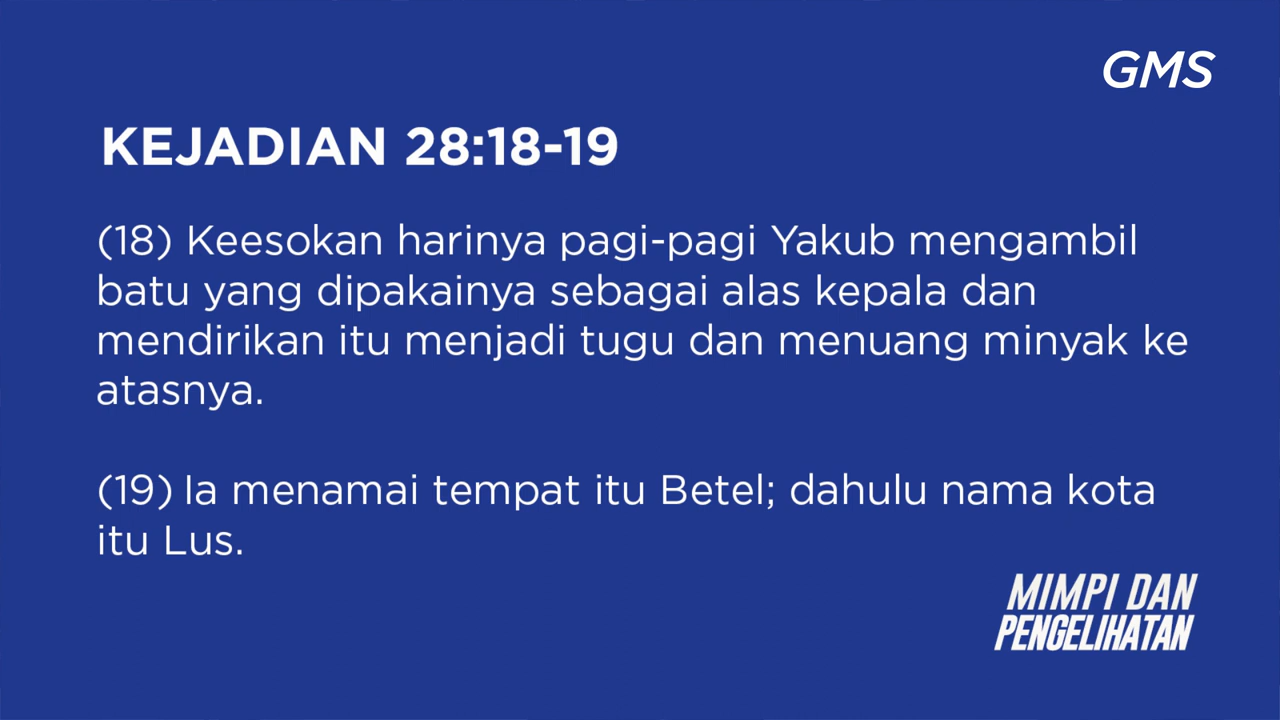 GMS
KEJADIAN 28:18-19
(18) Keesokan harinya pagi-pagi Yakub mengambil
batu yang dipakainya sebagai alas kepala dan
mendirikan itu menjadi tugu dan menuang minyak ke
atasnya.
(19) Ia menamai tempat itu Betel; dahulu nama kota
itu Lus.
MIMPI DAN
PENGELIHATAN